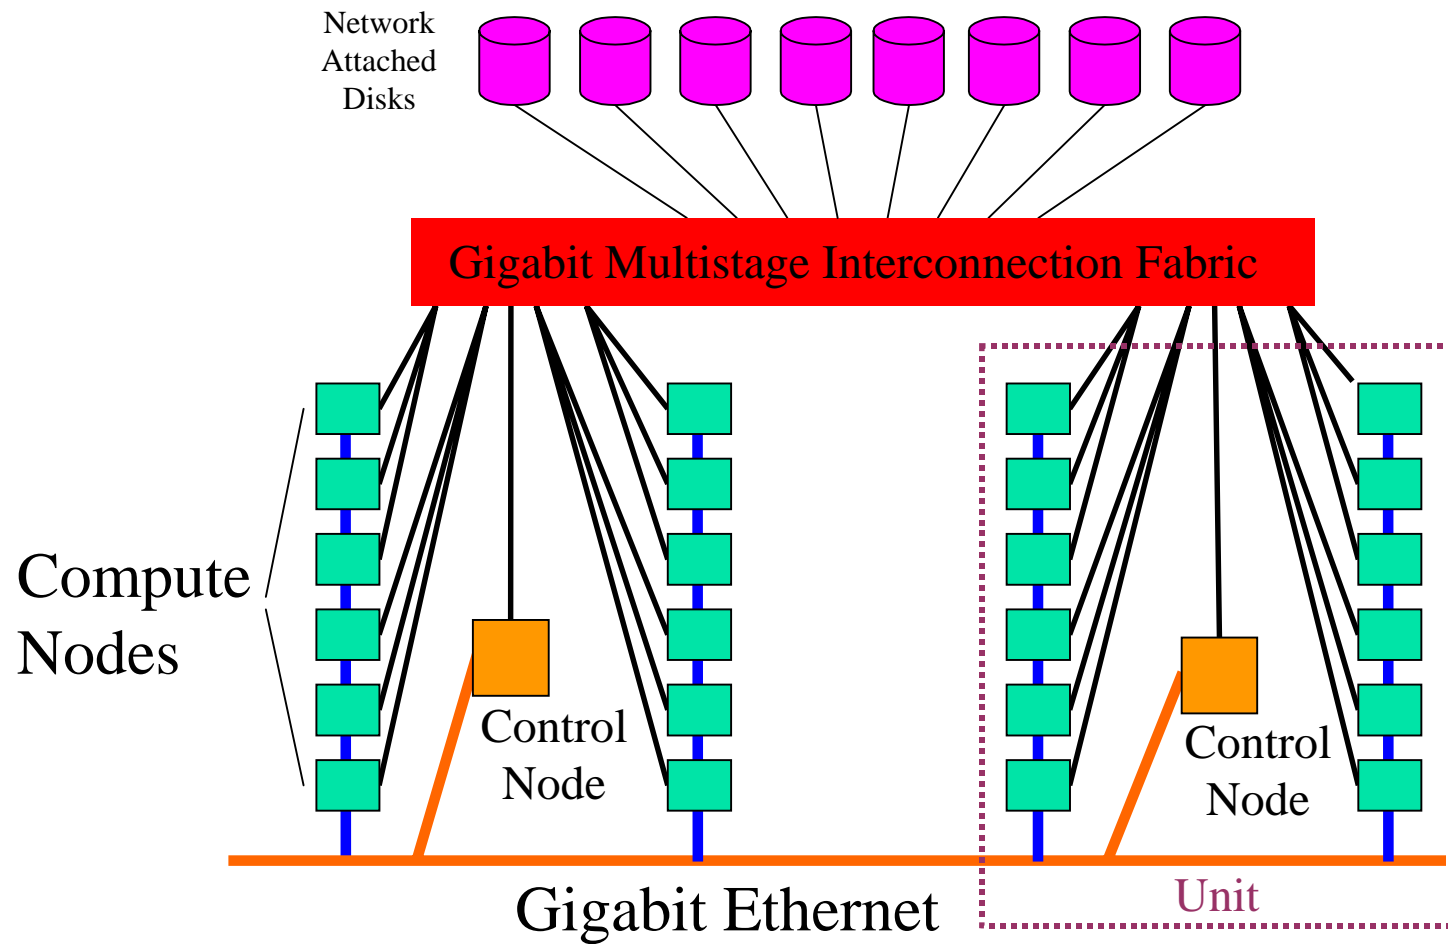 Network
Attached
Disks
Gigabit Multistage Interconnection Fabric
Compute
Nodes
Control
Node
Control
Node
Gigabit Ethernet
Unit